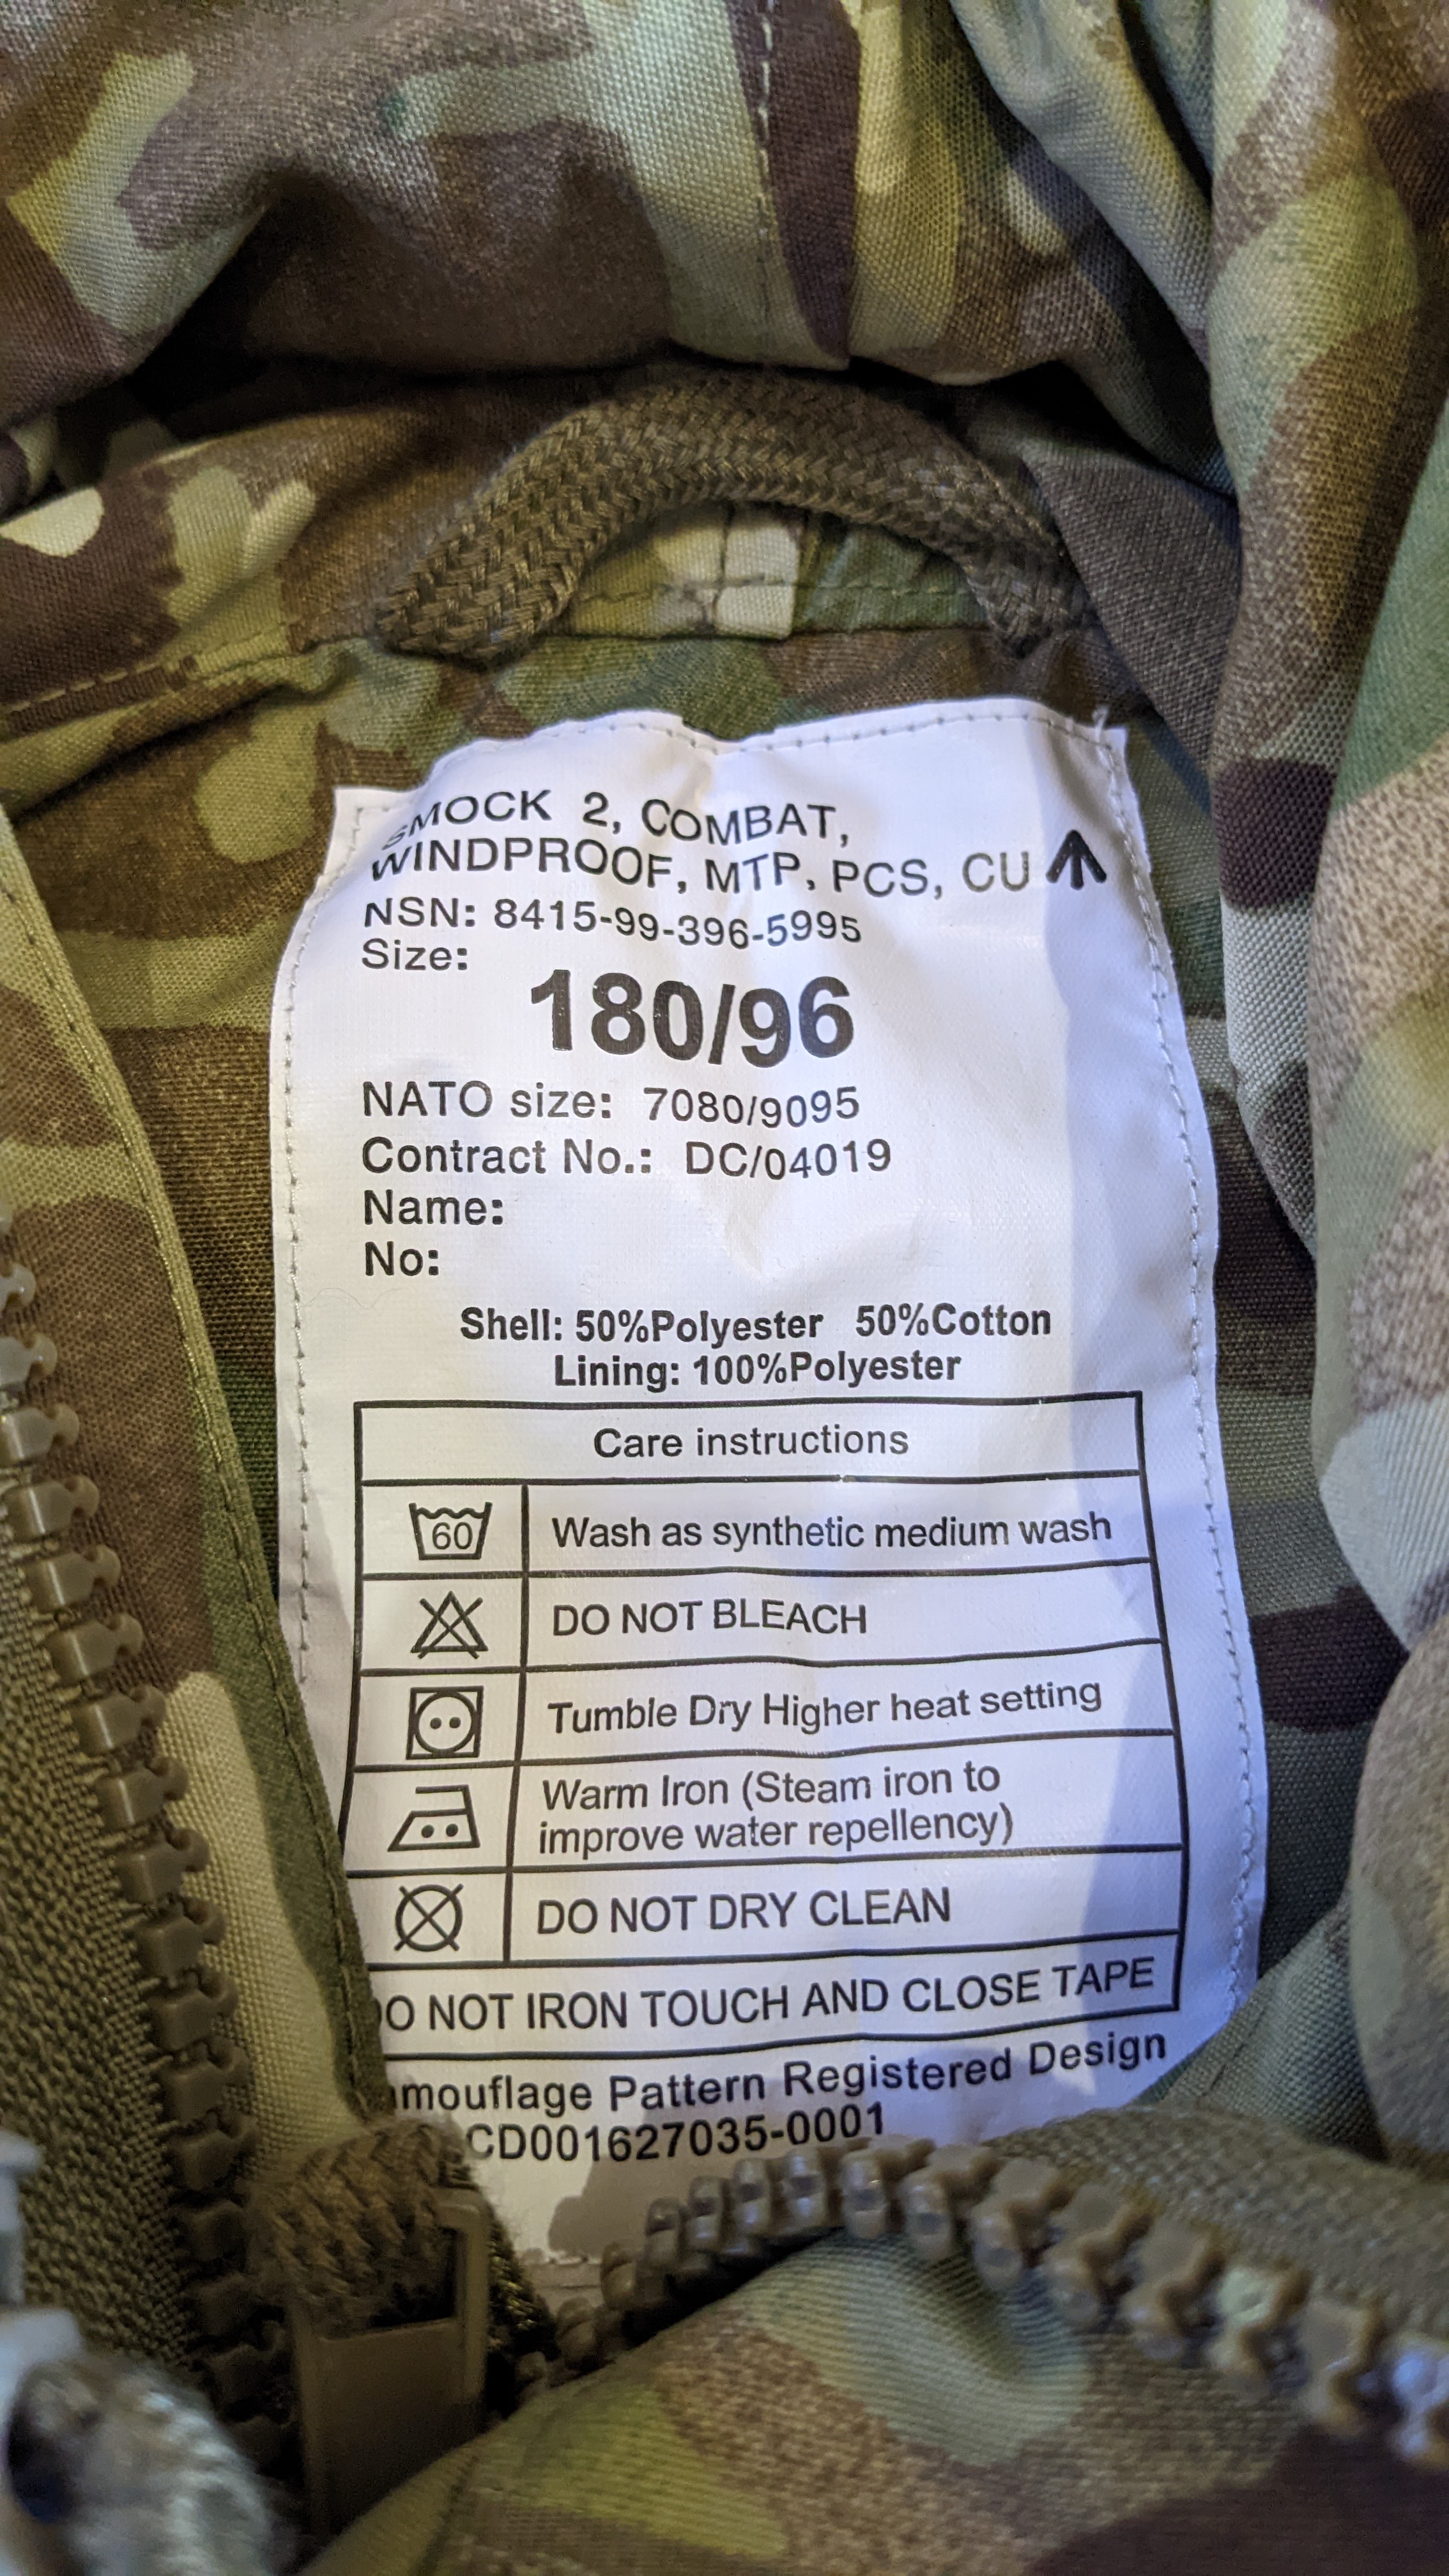 SMOCK 2, COMBAT,
WINDPROOF, MTP, PCS, CU
NSN: 8415-99-396-5995
Size:
180/96
NATO size: 7080/9095
Contract No.: DC/04019
Name:
No:
Shell: 50%Polyester 50%Cotton
Lining: 100%Polyester
Care instructions
60 Wash as synthetic medium wash
DO NOT BLEACH
Tumble Dry Higher heat setting
Warm Iron (Steam iron to
improve water repellency)
DO NOT DRY CLEAN
O NOT IRON TOUCH AND CLOSE TAPE
mouflage Pattern Registered Design
CD001627035-0001